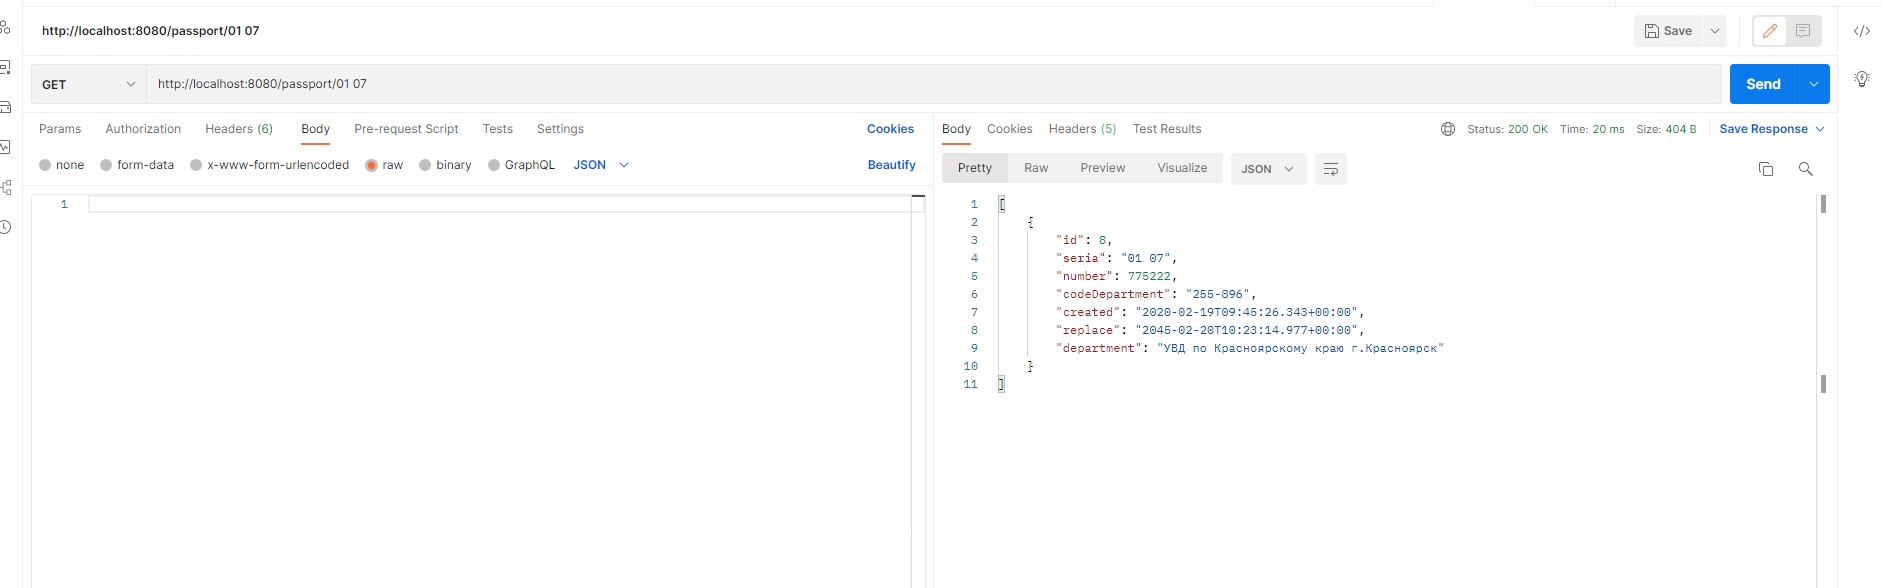 http://localhost:8080/passport/01 07
Save
GET
http://localhost:8080/passport/01 07
Send
Params Authorization Headers (6) Body Pre-request Script Tests Settings Cookies
none form-data x-www-form-urlencoded raw binary GraphQL JSON Beautify
1
Body Cookies Headers (5) Test Results Status: 200 OK Time: 20 ms Size: 404 B Save Response
Pretty Raw Preview Visualize JSON
1 [
2 {
3 "id": 8,
4 "seria": "01 07",
5 "number": 775222,
6 "codeDepartment": "255-896",
7 "created": "2020-02-19T09:45:26.343+00:00",
8 "replace": "2045-02-20T10:23:14.977+00:00",
9 "department": "УВД по Красноярскому краю г.Красноярск"
10 }
11 ]